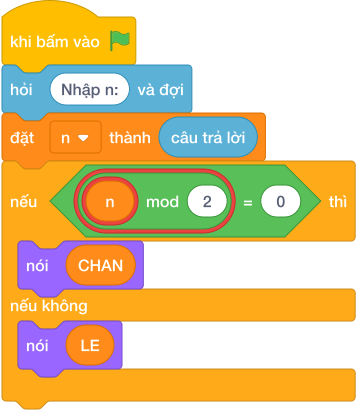 khi bấm vào
hỏi Nhập n: và đợi
đặt n thành câu trả lời
nếu n mod 2 = 0 thì
nói CHAN
nếu không
nói LE